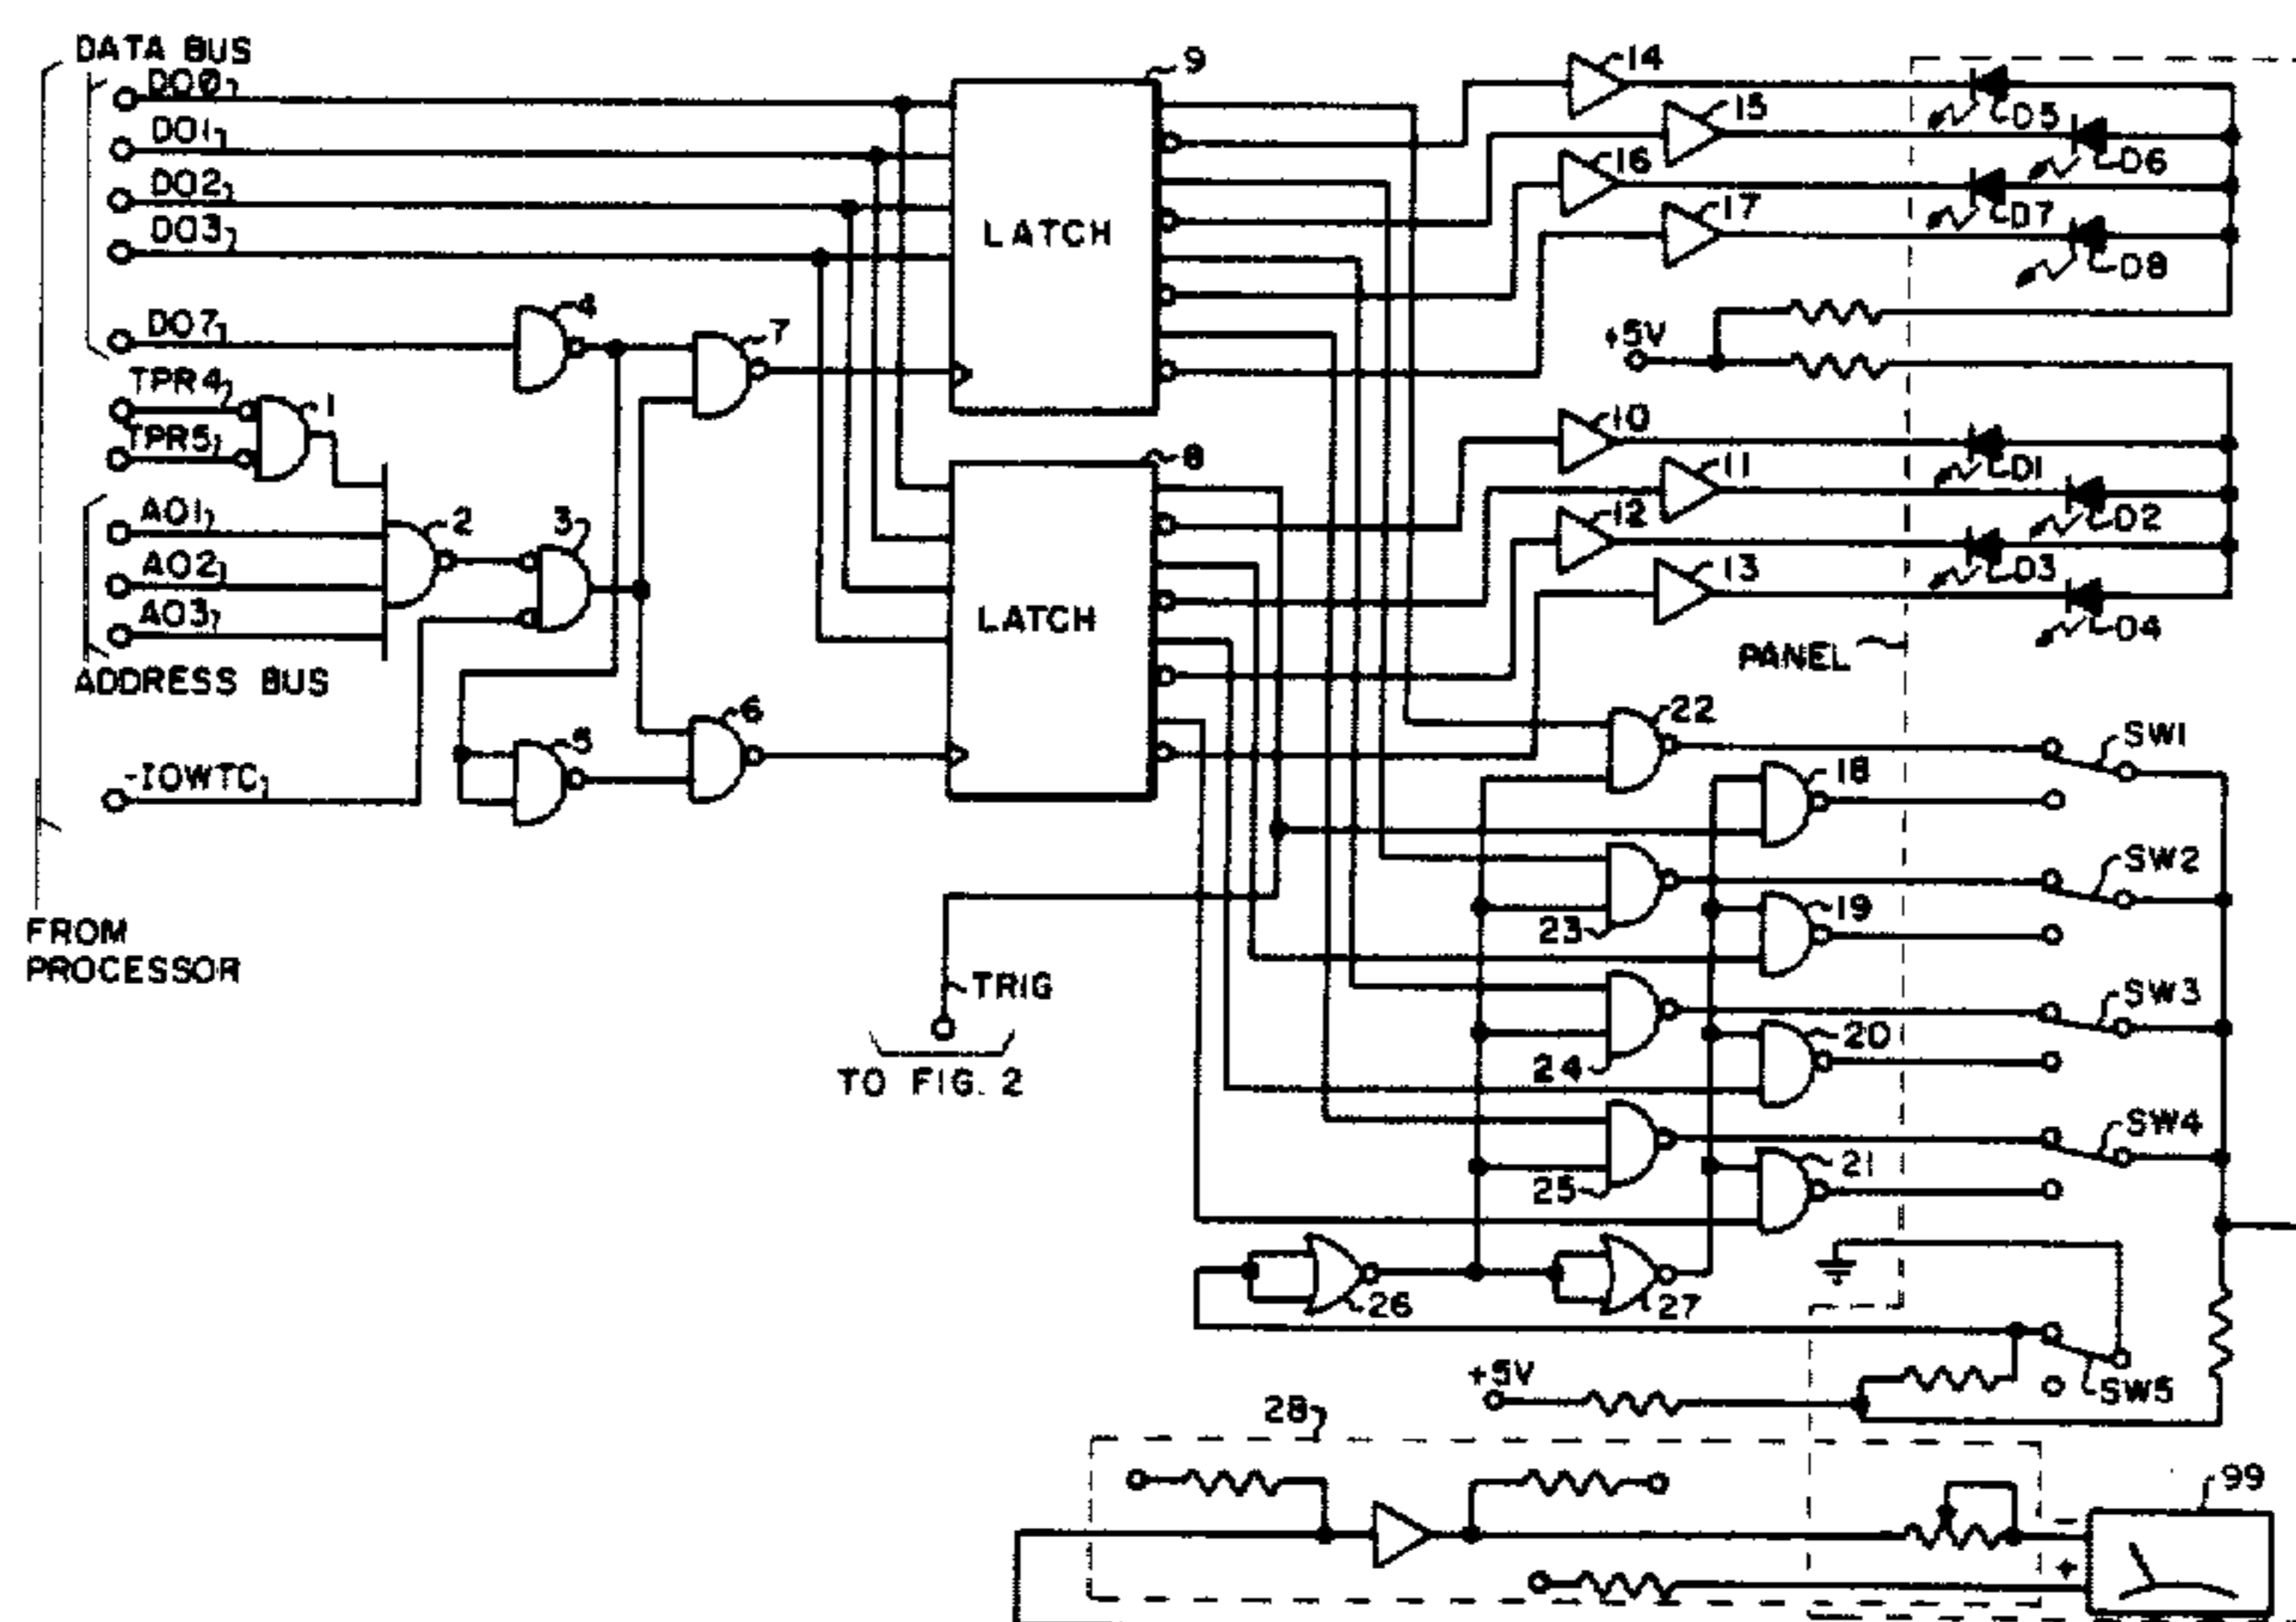 DATA BUS
DO0
DO1
DO2
DO3
DO7
TPR4
TPR5
AO1
AO2
AO3
ADDRESS BUS
-IOWTC
FROM
PROCESSOR
1
2
3
4
5
6
7
9
LATCH
8
LATCH
TRIG
TO FIG. 2
14
15
16
17
D5
D6
D7
D8
+5V
10
11
12
13
D1
D2
D3
D4
PANEL
22
18
SW1
23
19
SW2
24
20
SW3
25
21
SW4
26
27
+5V
SW5
28
99
-
+